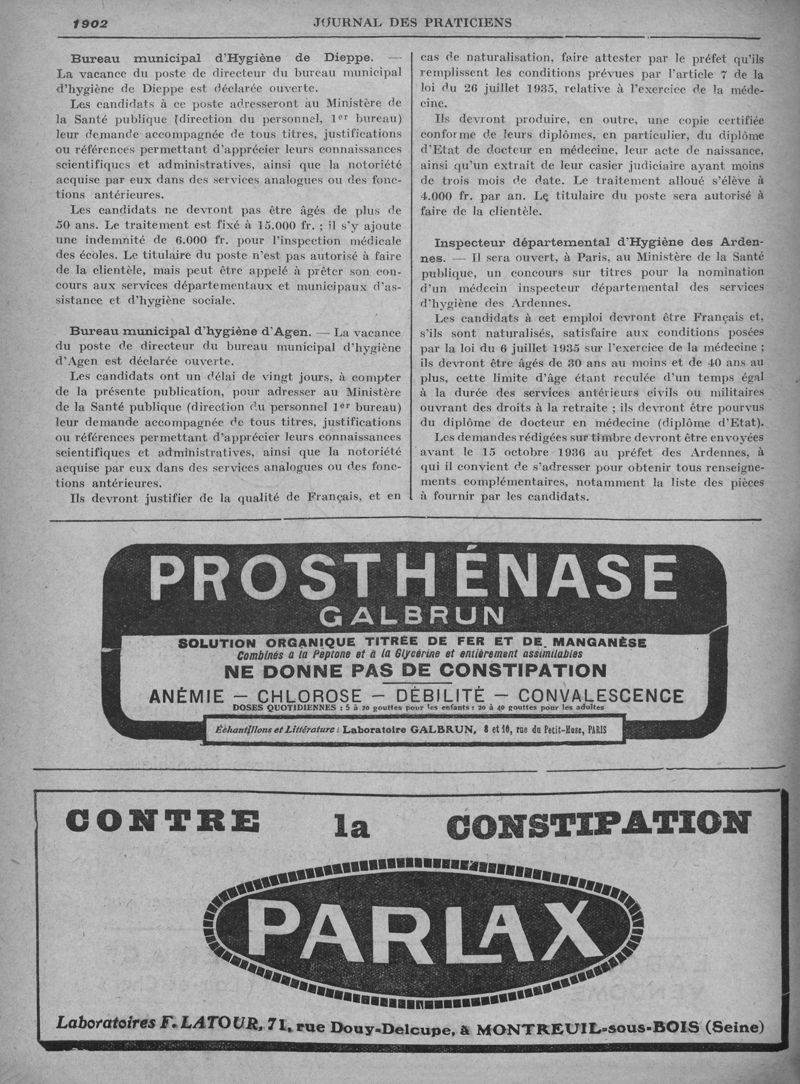 1902
JOURNAL DES PRATICIENS
Bureau municipal d'Hygiène de Dieppe. —
La vacance du poste de directeur du bureau municipal
d'hygiène de Dieppe est déclarée ouverte.
Les candidats à ce poste adresseront au Ministère de
la Santé publique (direction du personnel, 1er bureau)
leur demande accompagnée de tous titres, justifications
ou références permettant d'apprécier leurs connaissances
scientifiques et administratives, ainsi que la notoriété
acquise par eux dans des services analogues ou des fonc-
tions antérieures.
Les candidats ne devront pas être âgés de plus de
50 ans. Le traitement est fixé à 15.000 fr. ; il s'y ajoute
une indemnité de 6.000 fr. pour l'inspection médicale
des écoles. Le titulaire du poste n'est pas autorisé à faire
de la clientèle, mais peut être appelé à prêter son con-
cours aux services départementaux et municipaux d'as-
sistance et d'hygiène sociale.
Bureau municipal d'hygiène d'Agen. — La vacance
du poste de directeur du bureau municipal d'hygiène
d'Agen est déclarée ouverte.
Les candidats ont un délai de vingt jours, à compter
de la présente publication, pour adresser au Ministère
de la Santé publique (direction du personnel 1er bureau)
leur demande accompagnée de tous titres, justifications
ou références permettant d'apprécier leurs connaissances
scientifiques et administratives, ainsi que la notoriété
acquise par eux dans des services analogues ou des fonc-
tions antérieures.
Ils devront justifier de la qualité de Français, et en
cas de naturalisation, faire attester par le préfet qu'ils
remplissent les conditions prévues par l'article 7 de la
loi du 26 juillet 1935, relative à l'exercice de la méde-
cine.
Ils devront produire, en outre, une copie certifiée
conforme de leurs diplômes, en particulier, du diplôme
d'Etat de docteur en médecine, leur acte de naissance,
ainsi qu'un extrait de leur casier judiciaire ayant moins
de trois mois de date. Le traitement alloué s'élève à
4.000 fr. par an. Le titulaire du poste sera autorisé à
faire de la clientèle.
Inspecteur départemental d'Hygiène des Arden-
nes. — Il sera ouvert, à Paris, au Ministère de la Santé
publique, un concours sur titres pour la nomination
d'un médecin inspecteur départemental des services
d'hygiène des Ardennes.
Les candidats à cet emploi devront être Français et,
s'ils sont naturalisés, satisfaire aux conditions posées
par la loi du 6 juillet 1935 sur l'exercice de la médecine ;
ils devront être âgés de 30 ans au moins et de 40 ans au
plus, cette limite d'âge étant reculée d'un temps égal
à la durée des services antérieurs civils ou militaires
ouvrant des droits à la retraite ; ils devront être pourvus
du diplôme de docteur en médecine (diplôme d'Etat).
Les demandes rédigées sur timbre devront être envoyées
avant le 15 octobre 1936 au préfet des Ardennes, à
qui il convient de s'adresser pour obtenir tous renseigne-
ments complémentaires, notamment la liste des pièces
à fournir par les candidats.
PROSTHÉNASE
GALBRUN
SOLUTION ORGANIQUE TITRÉE DE FER ET DE MANGANÈSE
Combinés à la Peptone et à la Glycérine et entièrement assimilables
NE DONNE PAS DE CONSTIPATION
ANÉMIE — CHLOROSE — DÉBILITÉ — CONVALESCENCE
DOSES QUOTIDIENNES : 5 à 20 gouttes pour les enfants : 20 à 40 gouttes pour les adultes
Échantillons et Littérature : Laboratoire GALBRUN, 8 et 10, rue du Petit-Musc, PARIS
CONTRE la CONSTIPATION
PARLAX
Laboratoires F. LATOUR, 71, rue Douy-Delcupe, à MONTREUIL-sous-BOIS (Seine)